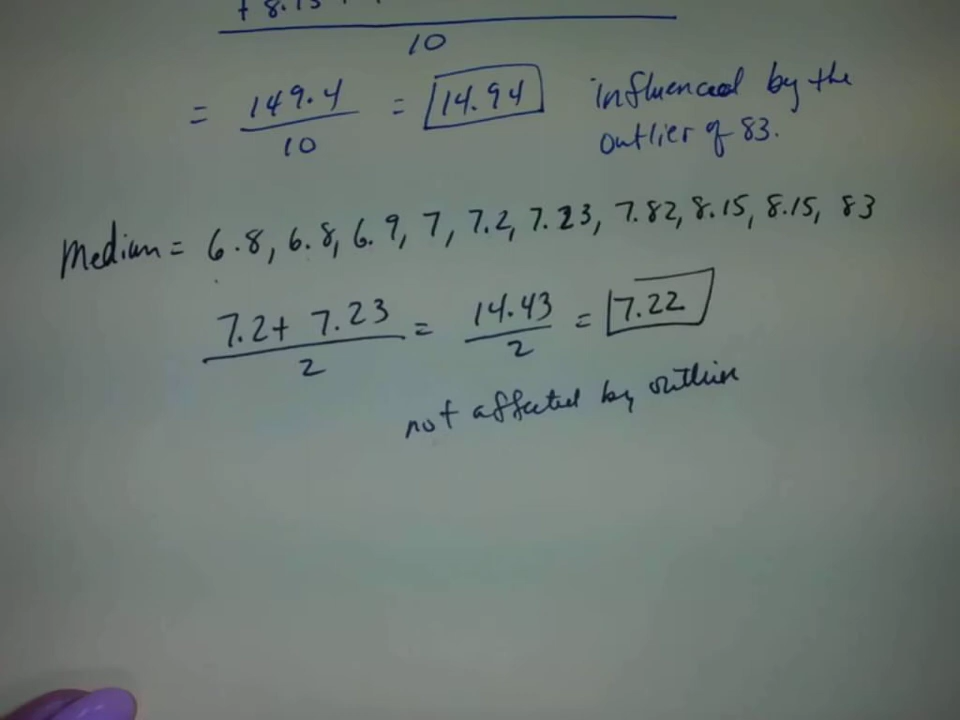 + 8.15
10
= 149.4 / 10 = 14.94 influenced by the
outlier of 83.
Median = 6.8, 6.8, 6.9, 7, 7.2, 7.23, 7.82, 8.15, 8.15, 83
7.2 + 7.23 / 2 = 14.43 / 2 = 7.22
not affected by outlier